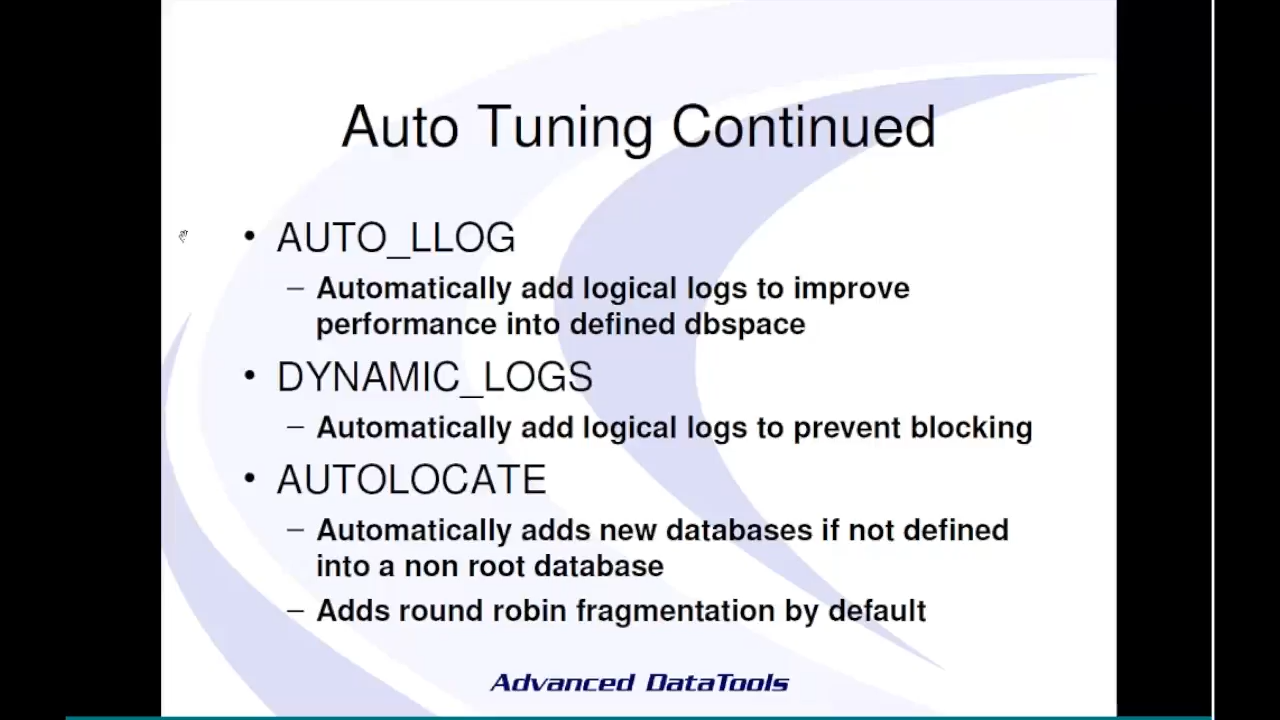 Auto Tuning Continued
• AUTO_LLOG
– Automatically add logical logs to improve
performance into defined dbspace
• DYNAMIC_LOGS
– Automatically add logical logs to prevent blocking
• AUTOLOCATE
– Automatically adds new databases if not defined
into a non root database
– Adds round robin fragmentation by default
Advanced DataTools